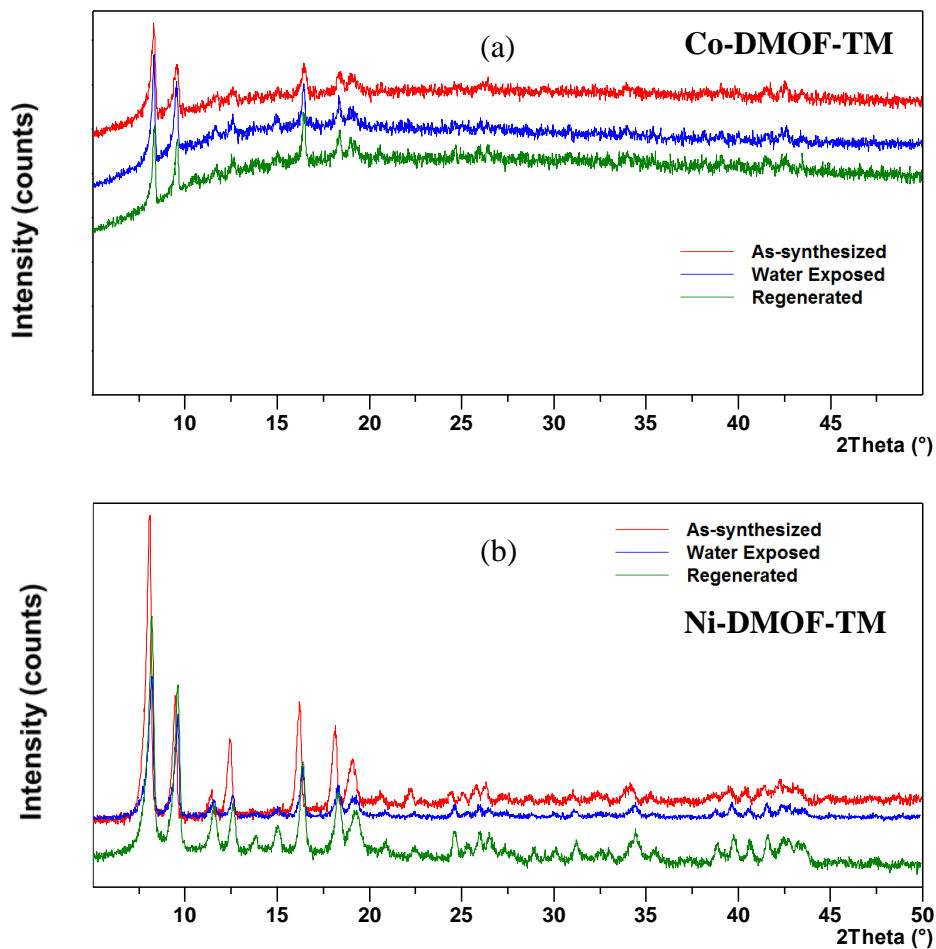 (a)
Co-DMOF-TM
Intensity (counts)
As-synthesized
Water Exposed
Regenerated
10 15 20 25 30 35 40 45 50
2Theta (°)
As-synthesized
Water Exposed
Regenerated
(b)
Ni-DMOF-TM
Intensity (counts)
10 15 20 25 30 35 40 45 50
2Theta (°)